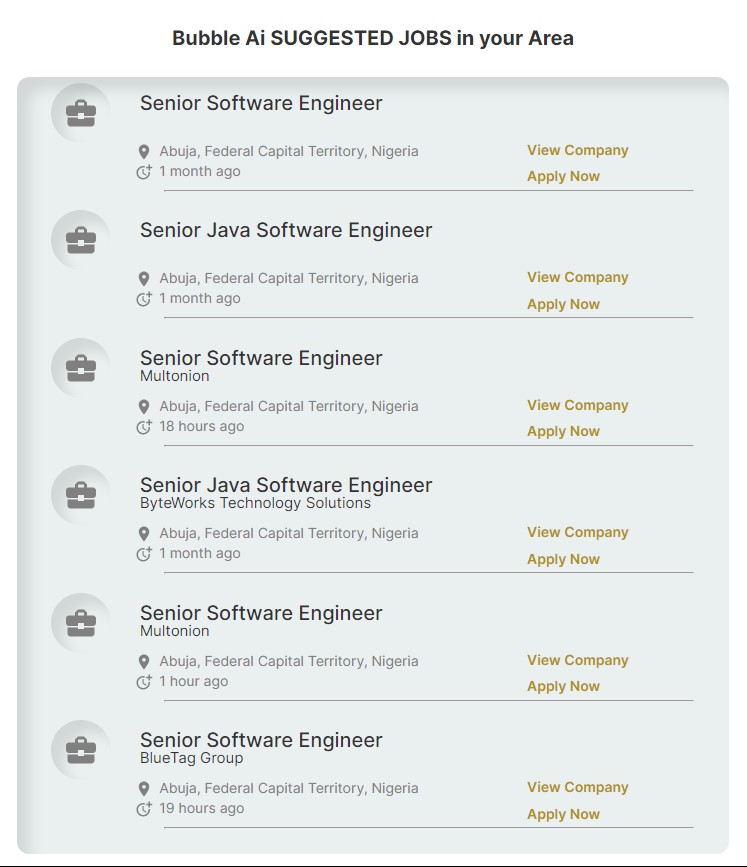 Bubble Ai SUGGESTED JOBS in your Area
Senior Software Engineer
Abuja, Federal Capital Territory, Nigeria
View Company
1 month ago
Apply Now
Senior Java Software Engineer
Abuja, Federal Capital Territory, Nigeria
View Company
1 month ago
Apply Now
Senior Software Engineer
Multonion
Abuja, Federal Capital Territory, Nigeria
View Company
18 hours ago
Apply Now
Senior Java Software Engineer
ByteWorks Technology Solutions
Abuja, Federal Capital Territory, Nigeria
View Company
1 month ago
Apply Now
Senior Software Engineer
Multonion
Abuja, Federal Capital Territory, Nigeria
View Company
1 hour ago
Apply Now
Senior Software Engineer
BlueTag Group
Abuja, Federal Capital Territory, Nigeria
View Company
19 hours ago
Apply Now